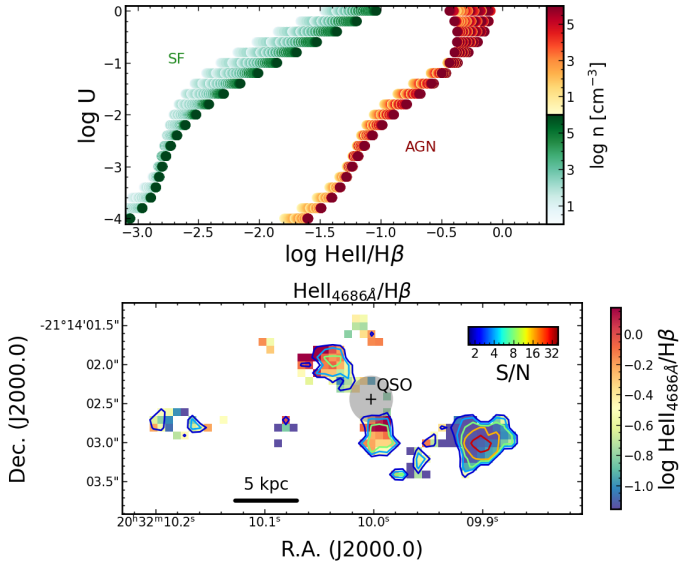 0
−1
−2
−3
−4
log U
SF
AGN
−3.0 −2.5 −2.0 −1.5 −1.0 −0.5 0.0
log HeII/Hβ
5
3
1
5
3
1
log n [cm⁻³]
HeII₄₆₈₆Å/Hβ
-21°14'01.5"
02.0"
02.5"
03.0"
03.5"
Dec. (J2000.0)
QSO
5 kpc
2 4 8 16 32
S/N
20ʰ32ᵐ10.2ˢ 10.1ˢ 10.0ˢ 09.9ˢ
R.A. (J2000.0)
0.0
−0.2
−0.4
−0.6
−0.8
−1.0
log HeII₄₆₈₆Å/Hβ